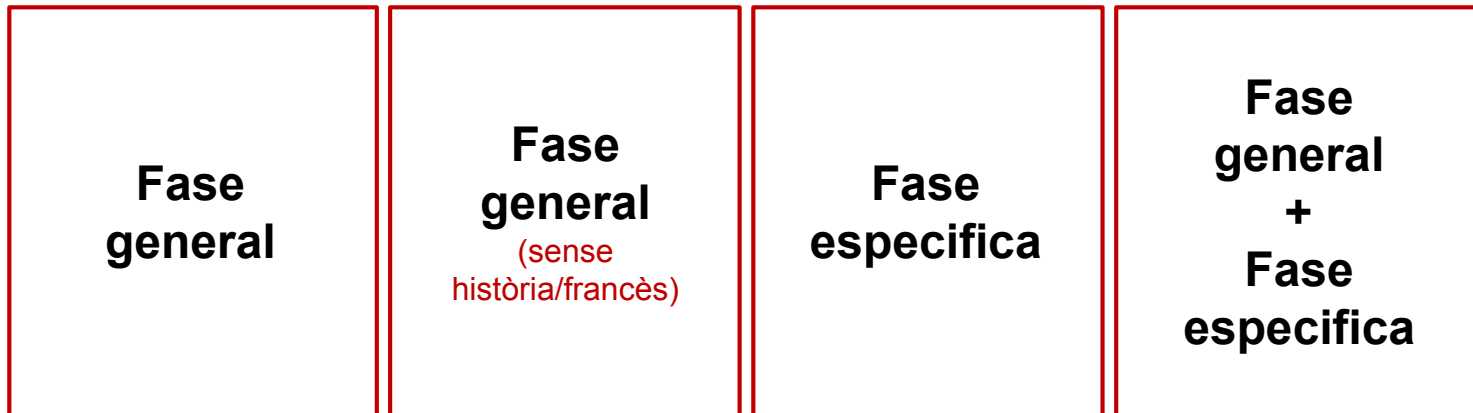 Fase
general
Fase
general
(sense
història/francès)
Fase
especifica
Fase
general
+
Fase
especifica